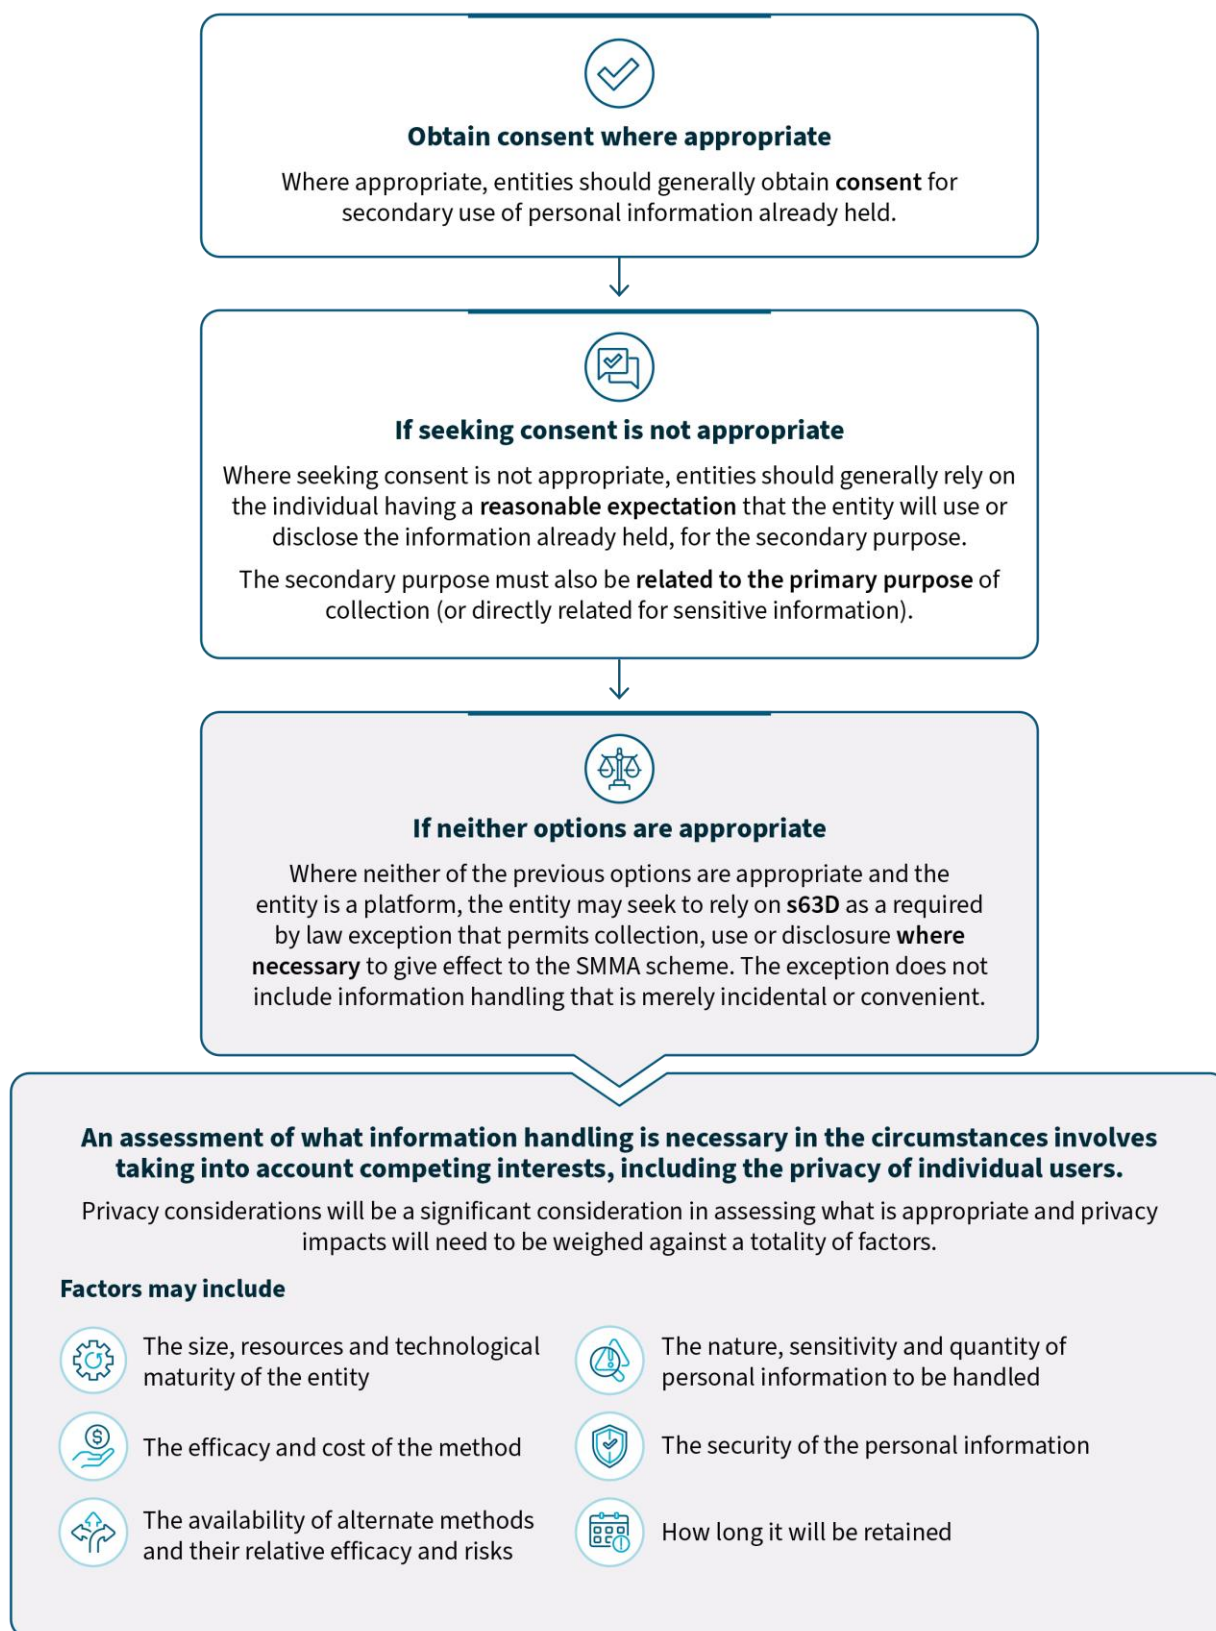 Obtain consent where appropriate
Where appropriate, entities should generally obtain consent for
secondary use of personal information already held.
If seeking consent is not appropriate
Where seeking consent is not appropriate, entities should generally rely on
the individual having a reasonable expectation that the entity will use or
disclose the information already held, for the secondary purpose.
The secondary purpose must also be related to the primary purpose of
collection (or directly related for sensitive information).
If neither options are appropriate
Where neither of the previous options are appropriate and the
entity is a platform, the entity may seek to rely on s63D as a required
by law exception that permits collection, use or disclosure where
necessary to give effect to the SMMA scheme. The exception does not
include information handling that is merely incidental or convenient.
An assessment of what information handling is necessary in the circumstances involves
taking into account competing interests, including the privacy of individual users.
Privacy considerations will be a significant consideration in assessing what is appropriate and privacy
impacts will need to be weighed against a totality of factors.
Factors may include
The size, resources and technological
maturity of the entity
The efficacy and cost of the method
The availability of alternate methods
and their relative efficacy and risks
The nature, sensitivity and quantity of
personal information to be handled
The security of the personal information
How long it will be retained